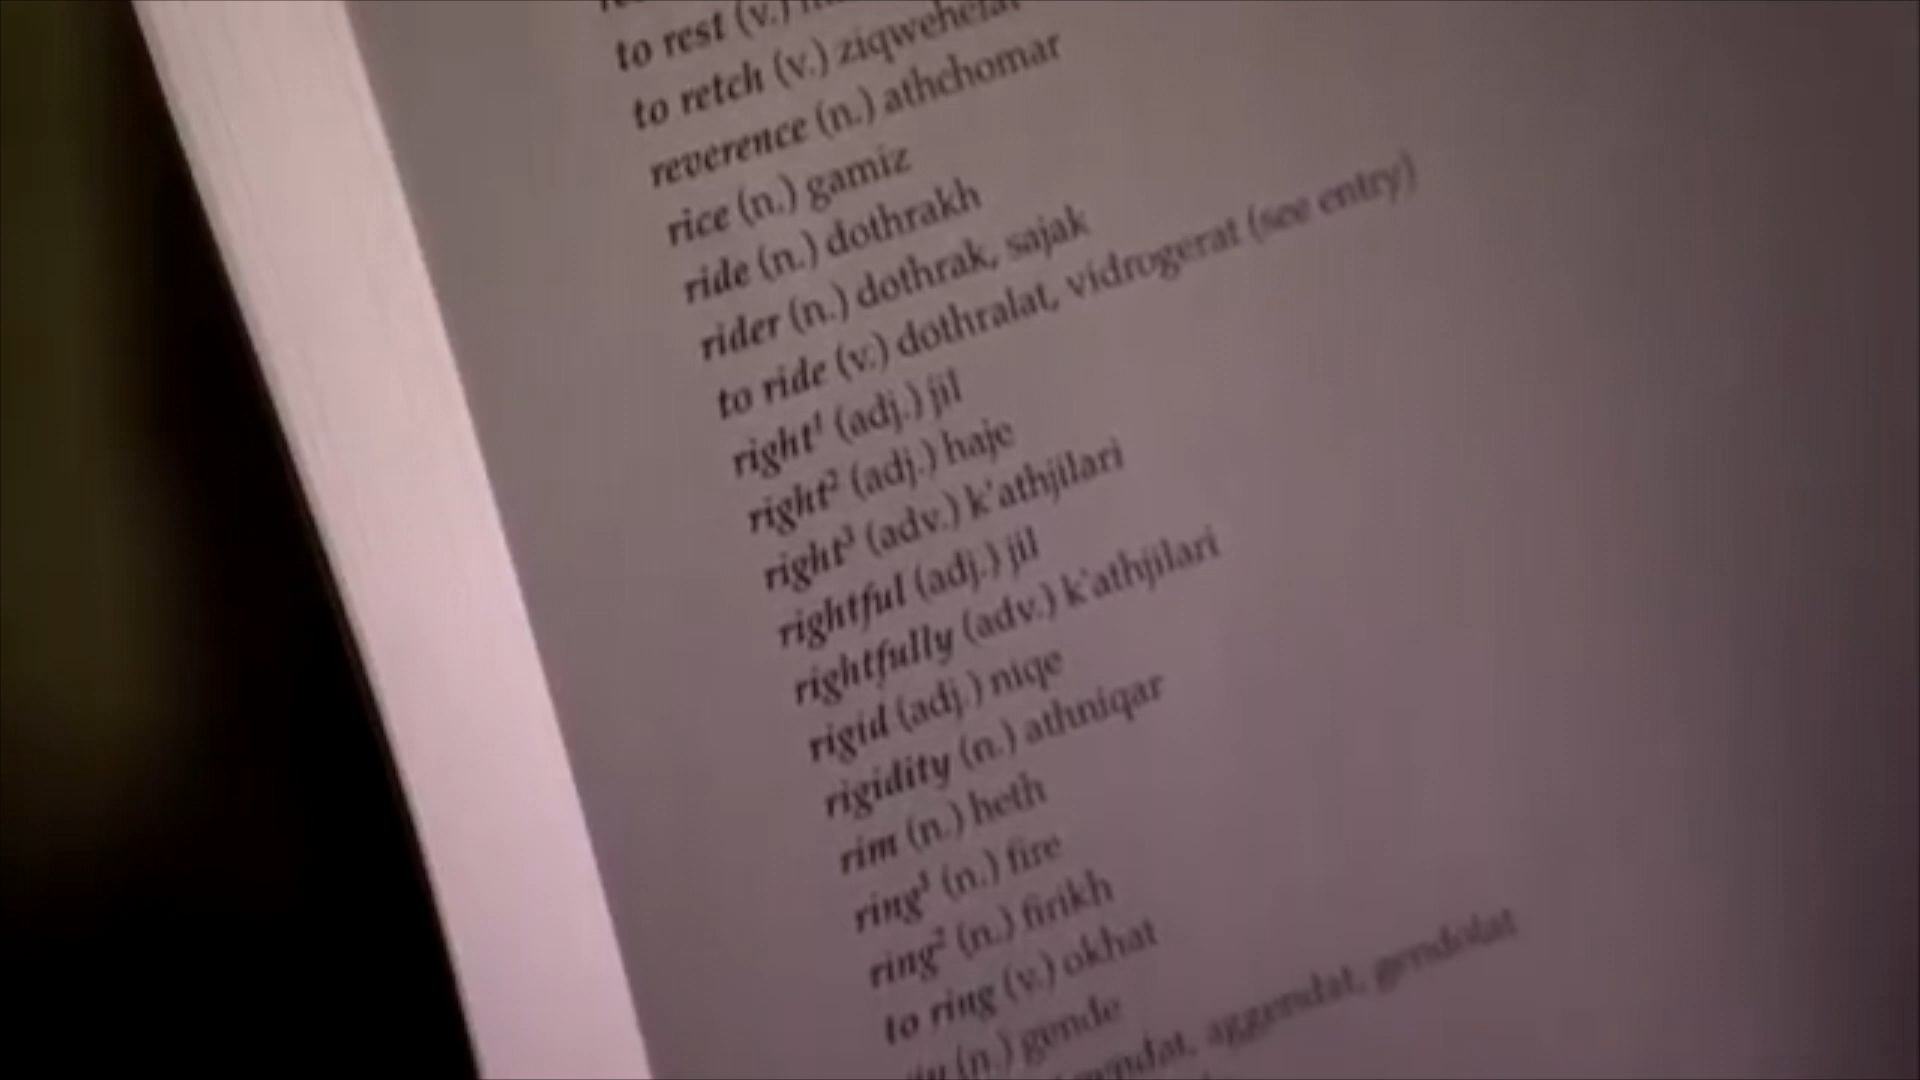 to rest (v.)
to retch (v.) ziqwehelat
reverence (n.) athchomar
rice (n.) gamiz
ride (n.) dothrakh
rider (n.) dothrak, sajak
to ride (v.) dothralat, vidrogerat (see entry)
right¹ (adj.) jil
right² (adj.) haje
right³ (adv.) k'athjilari
rightful (adj.) jil
rightfully (adv.) k'athjilari
rigid (adj.) niqe
rigidity (n.) athniqar
rim (n.) heth
ring¹ (n.) fire
ring² (n.) firikh
to ring (v.) okhat
(n.) gende
aggendat, gendolat